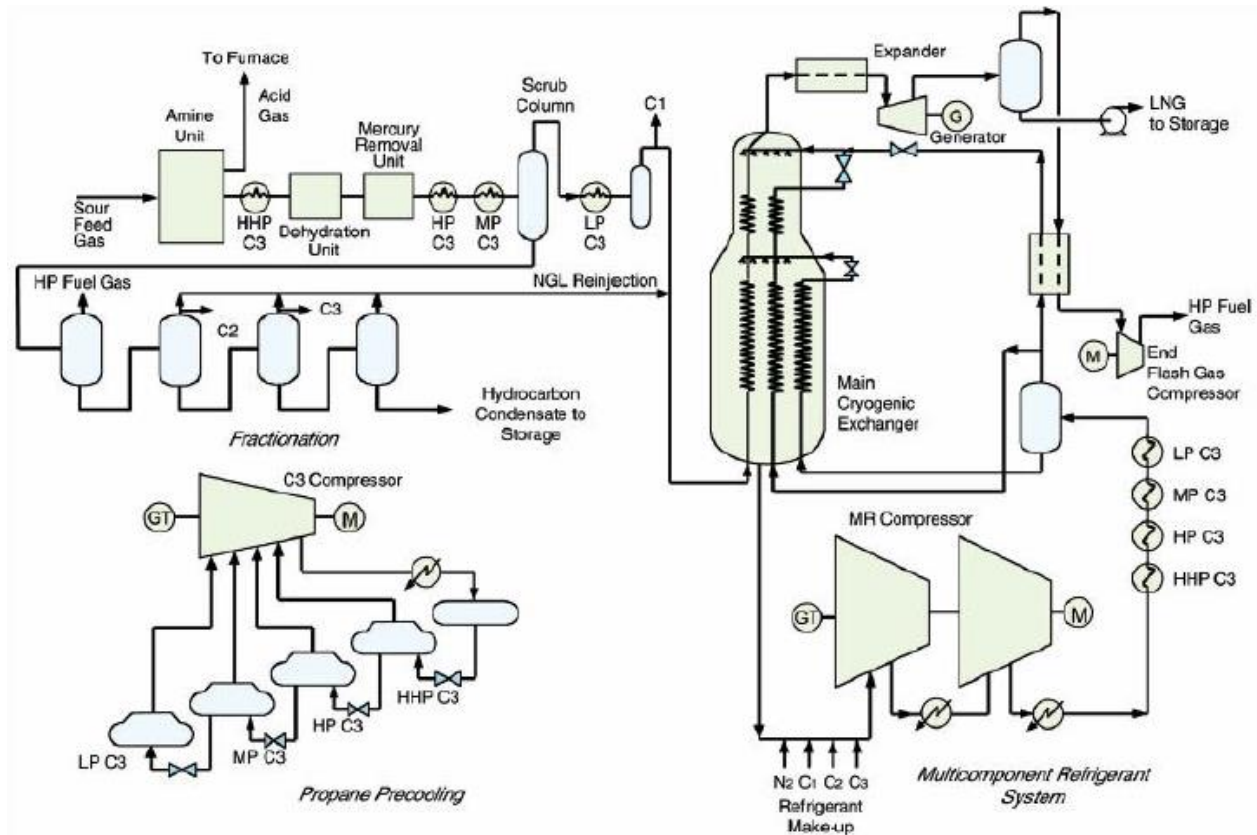 To Furnace
Acid
Gas
Amine
Unit
Sour
Feed
Gas
HHP
C3
Dehydration
Unit
Mercury
Removal
Unit
HP
C3
MP
C3
Scrub
Column
LP
C3
C1
Expander
G
Generator
LNG
to Storage
HP Fuel Gas
C2
C3
NGL Reinjection
Hydrocarbon
Condensate to
Storage
Fractionation
Main
Cryogenic
Exchanger
HP Fuel
Gas
M
End
Flash Gas
Compressor
LP C3
MP C3
HP C3
HHP C3
C3 Compressor
GT
M
HHP C3
HP C3
MP C3
LP C3
Propane Precooling
MR Compressor
GT
M
N2 C1 C2 C3
Refrigerant
Make-up
Multicomponent Refrigerant
System